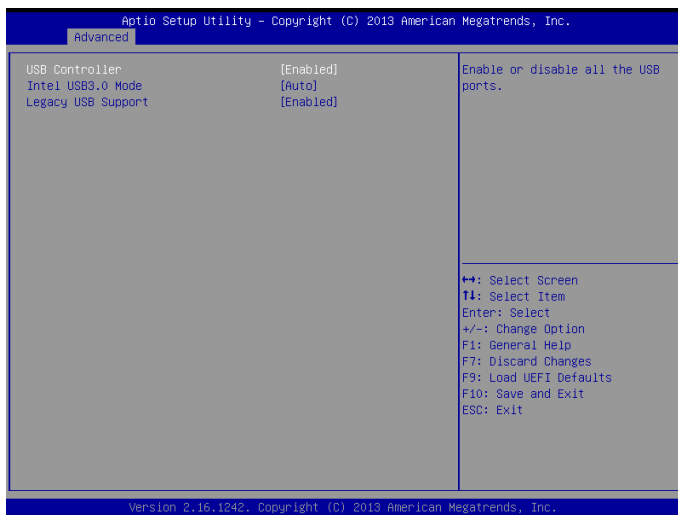 Aptio Setup Utility – Copyright (C) 2013 American Megatrends, Inc.
Advanced
USB Controller [Enabled]
Intel USB3.0 Mode [Auto]
Legacy USB Support [Enabled]
Enable or disable all the USB
ports.
↔: Select Screen
↑↓: Select Item
Enter: Select
+/-: Change Option
F1: General Help
F7: Discard Changes
F9: Load UEFI Defaults
F10: Save and Exit
ESC: Exit
Version 2.16.1242. Copyright (C) 2013 American Megatrends, Inc.